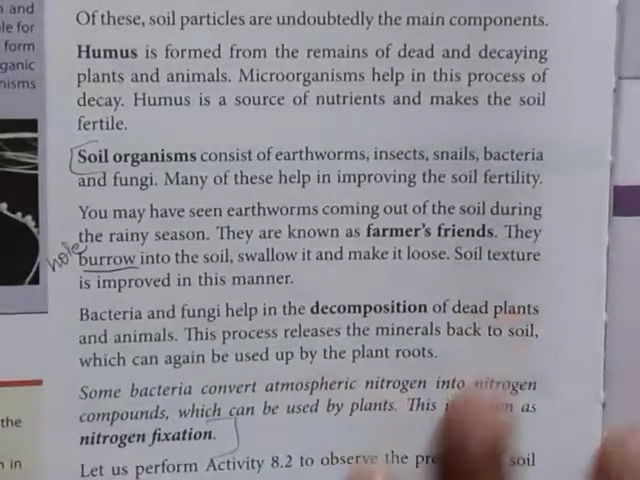 n and
le for
form
ganic
nisms
Of these, soil particles are undoubtedly the main components.
Humus is formed from the remains of dead and decaying
plants and animals. Microorganisms help in this process of
decay. Humus is a source of nutrients and makes the soil
fertile.
Soil organisms consist of earthworms, insects, snails, bacteria
and fungi. Many of these help in improving the soil fertility.
You may have seen earthworms coming out of the soil during
the rainy season. They are known as farmer's friends. They
hole
burrow into the soil, swallow it and make it loose. Soil texture
is improved in this manner.
Bacteria and fungi help in the decomposition of dead plants
and animals. This process releases the minerals back to soil,
which can again be used up by the plant roots.
Some bacteria convert atmospheric nitrogen into nitrogen
compounds, which can be used by plants. This as
nitrogen fixation.
Let us perform Activity 8.2 to observe the soil
the
n in